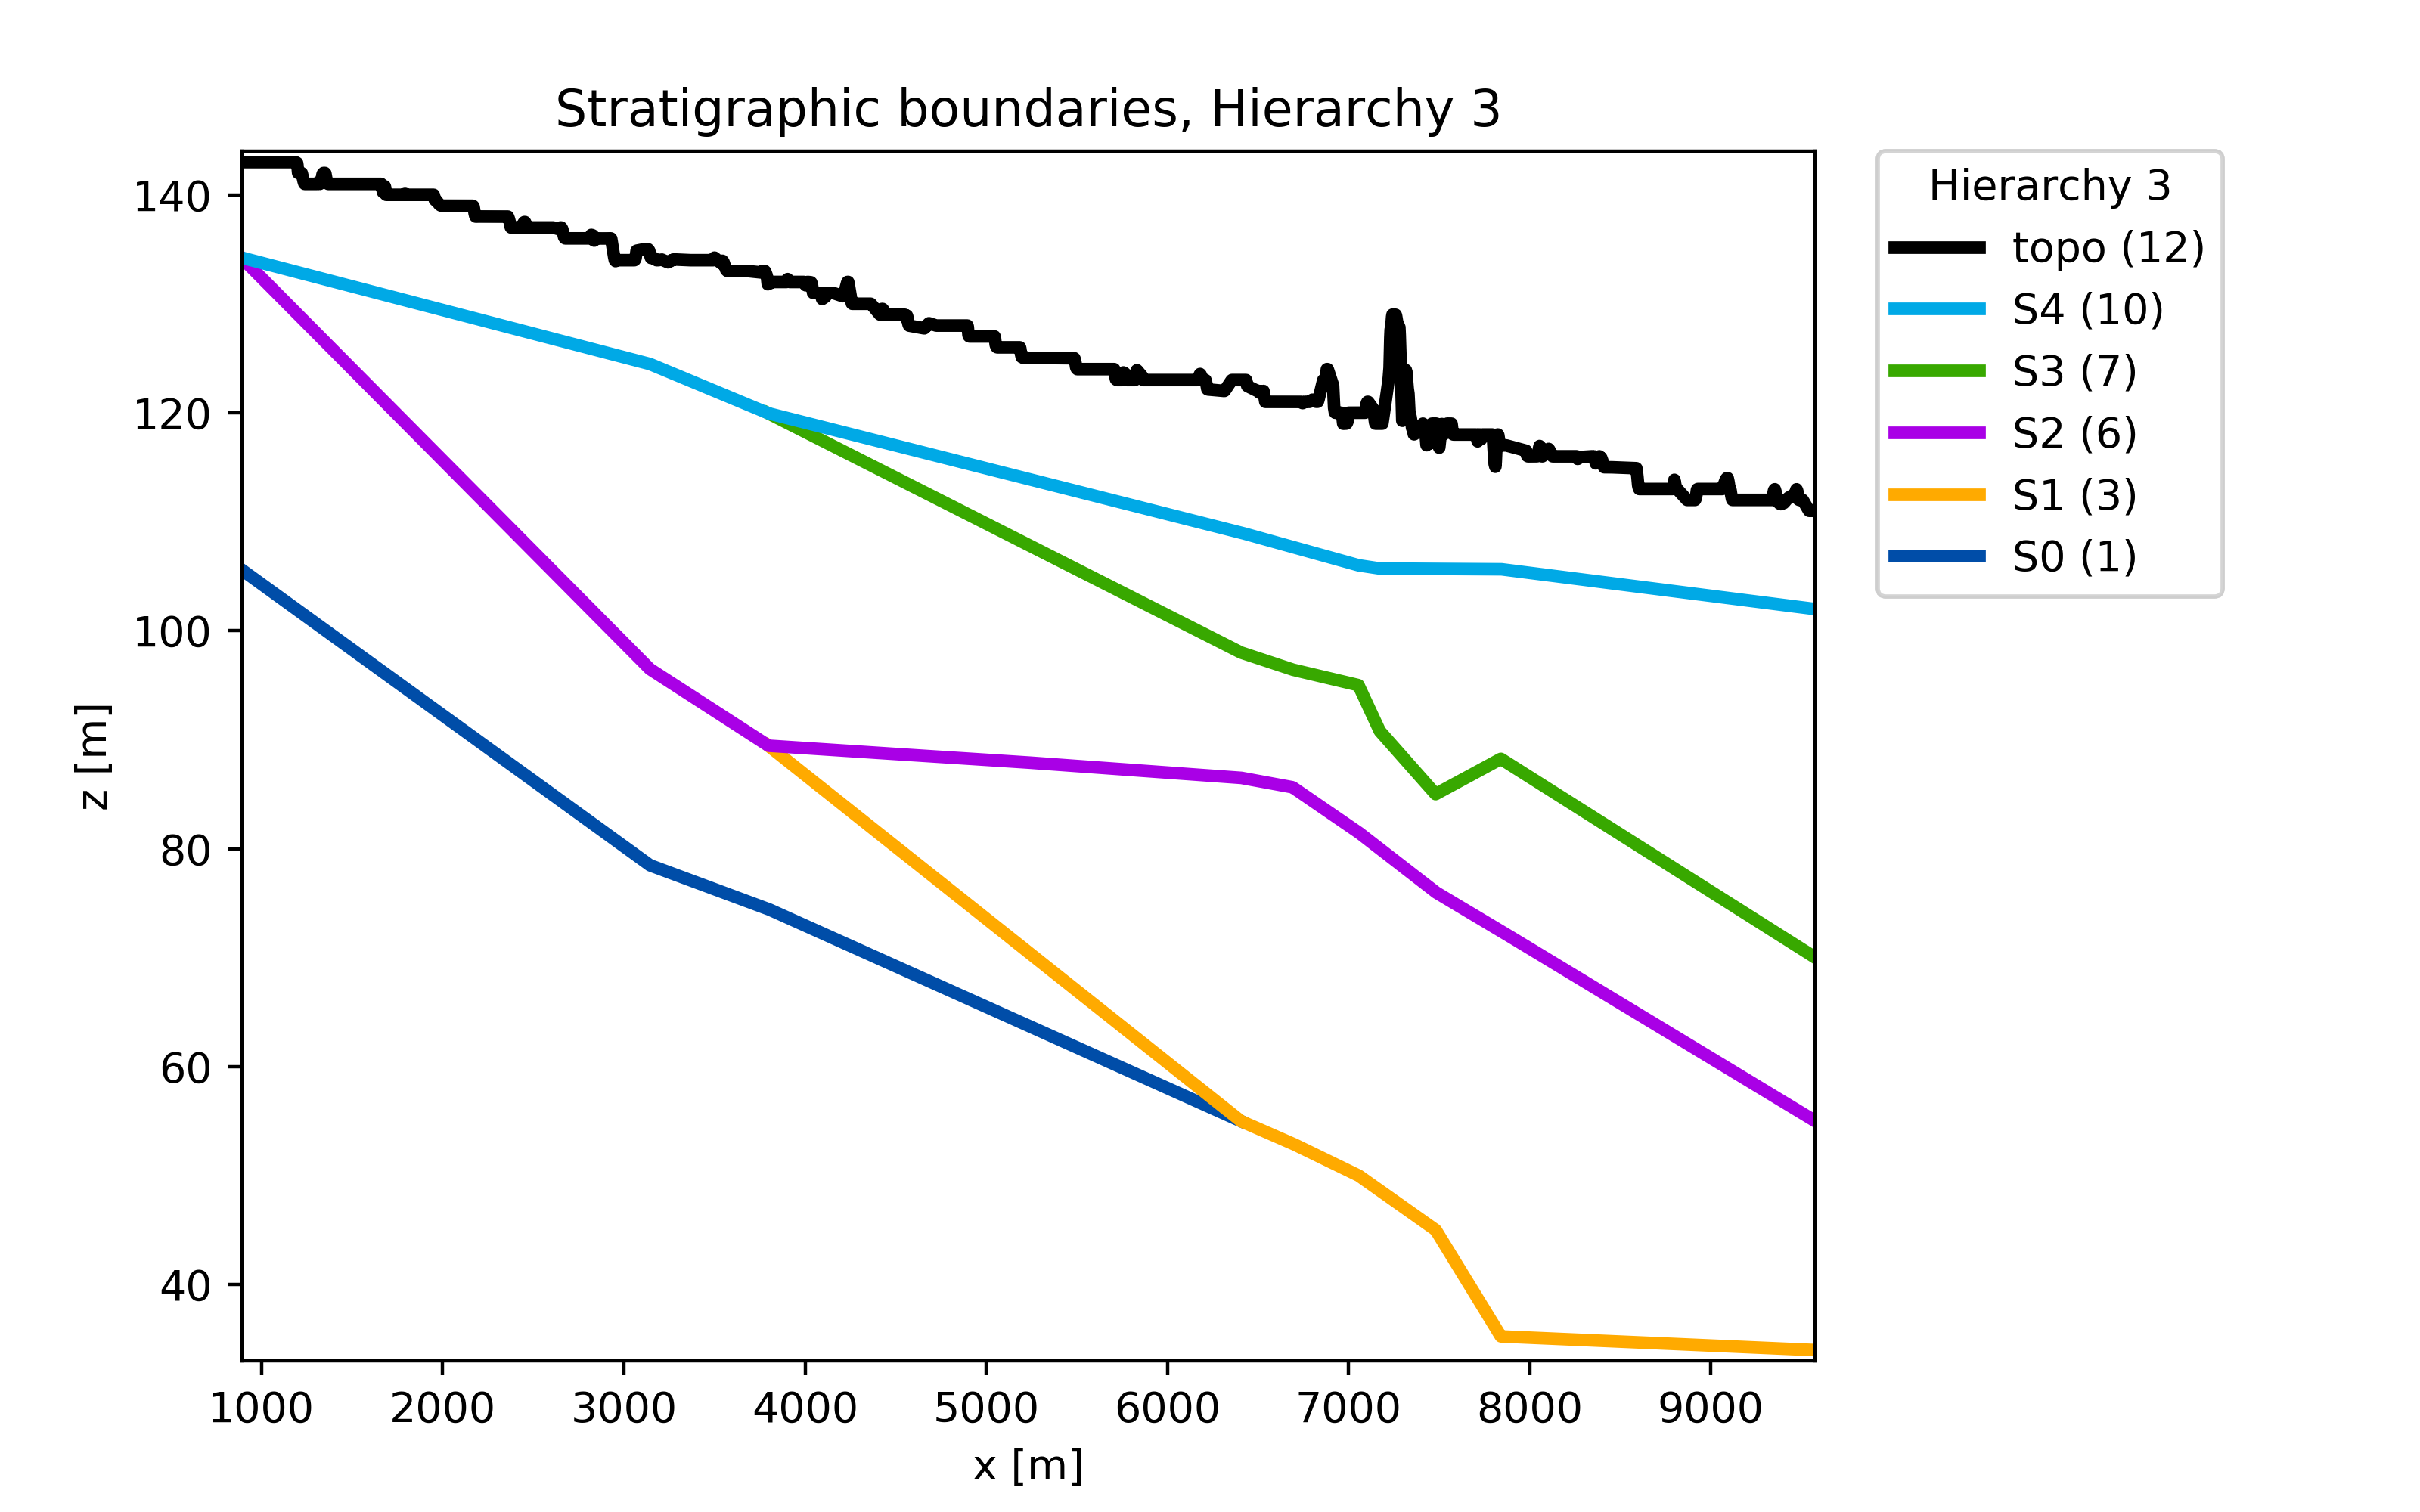 Stratigraphic boundaries, Hierarchy 3
140
120
100
80
60
40
z [m]
1000 2000 3000 4000 5000 6000 7000 8000 9000
x [m]
Hierarchy 3
topo (12)
S4 (10)
S3 (7)
S2 (6)
S1 (3)
S0 (1)